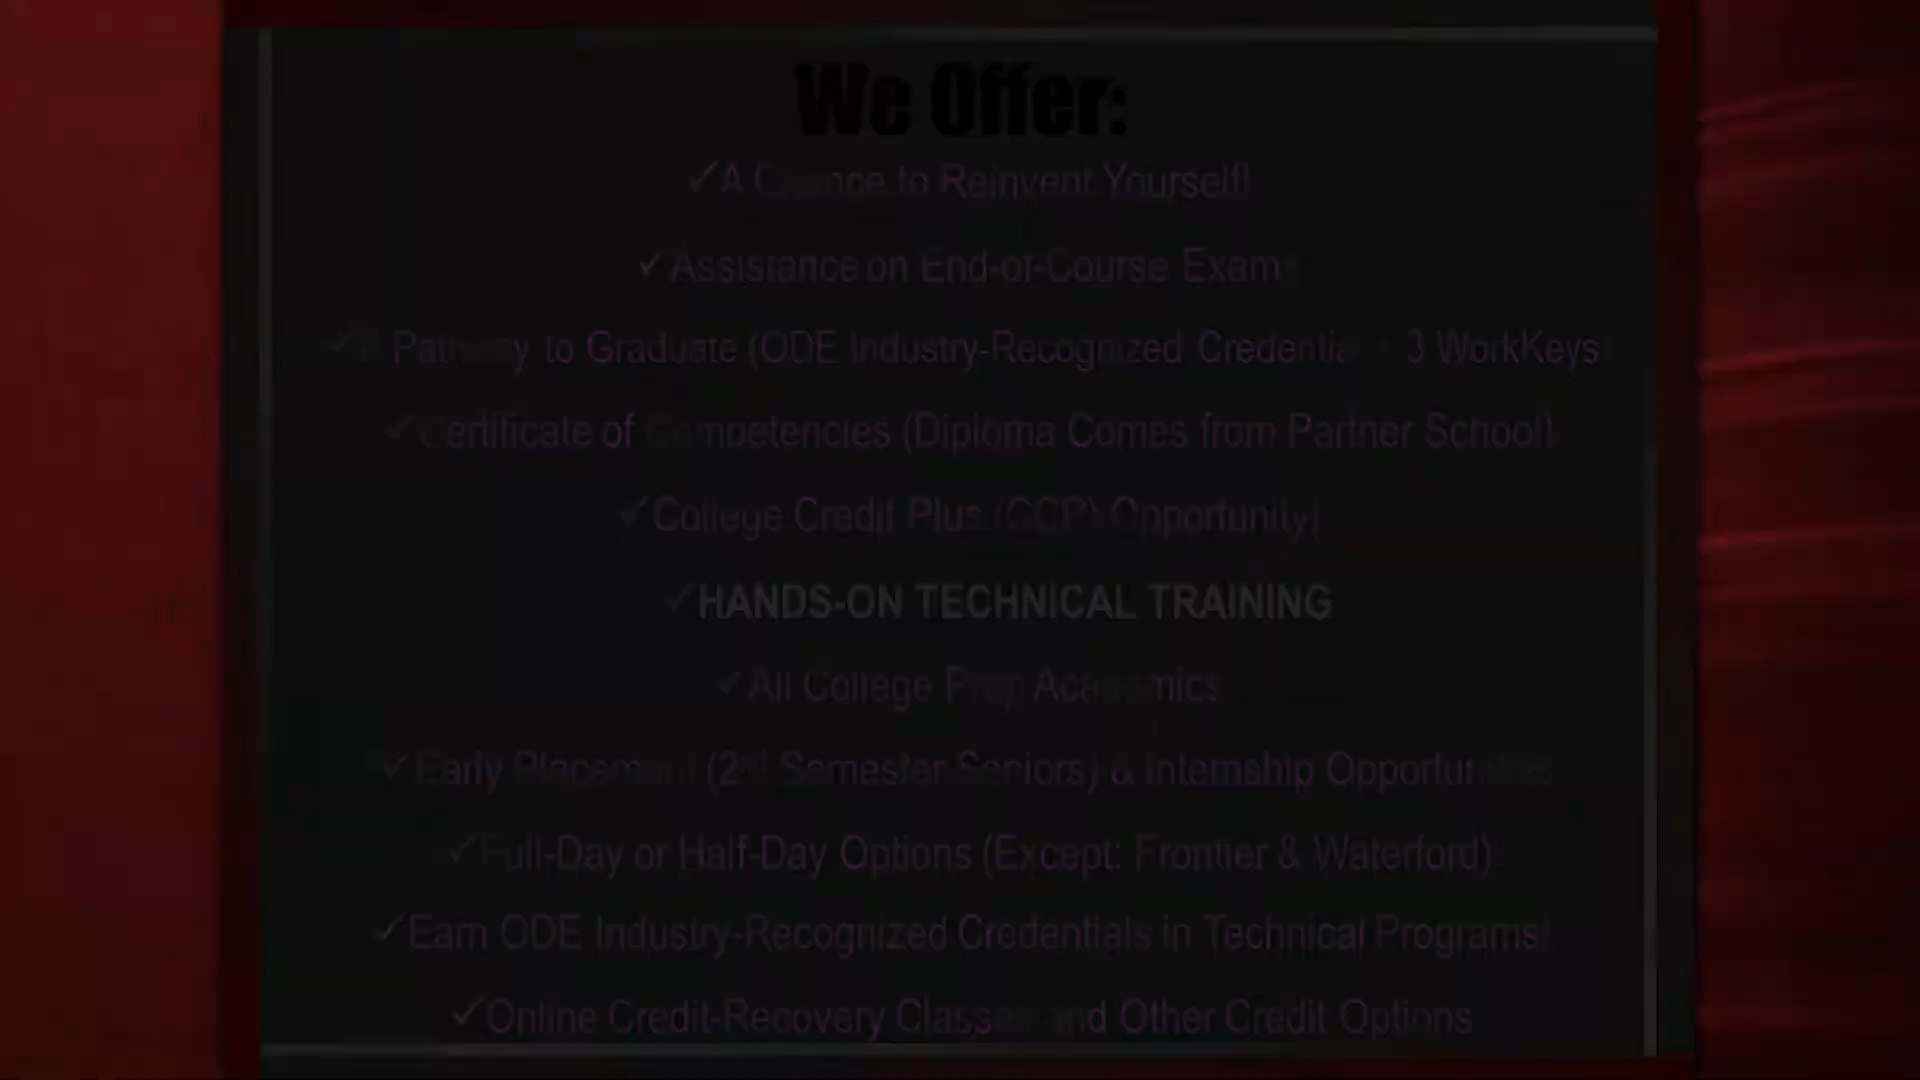 We Offer:
✓A Chance to Reinvent Yourself!
✓Assistance on End-of-Course Exams
✓ Pathway to Graduate (ODE Industry-Recognized Credential + 3 WorkKeys
✓Certificate of Competencies (Diploma Comes from Partner School)
✓College Credit Plus (CCP) Opportunity!
✓HANDS-ON TECHNICAL TRAINING
✓All College Prep Academics
✓Early Placement (2nd Semester Seniors) & Internship Opportunities
✓Full-Day or Half-Day Options (Except: Frontier & Waterford)
✓Earn ODE Industry-Recognized Credentials in Technical Programs!
✓Online Credit-Recovery Classes and Other Credit Options